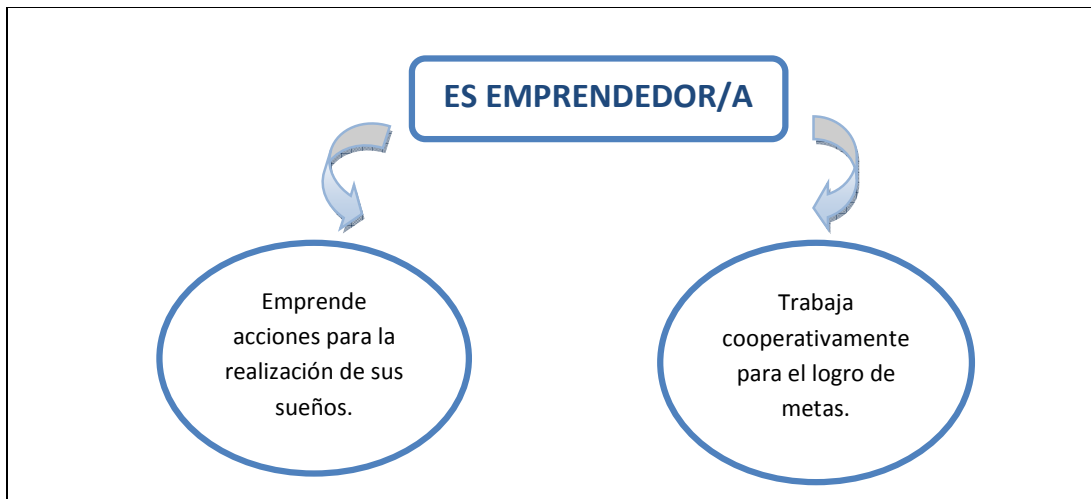 ES EMPRENDEDOR/A
Emprende
acciones para la
realización de sus
sueños.
Trabaja
cooperativamente
para el logro de
metas.